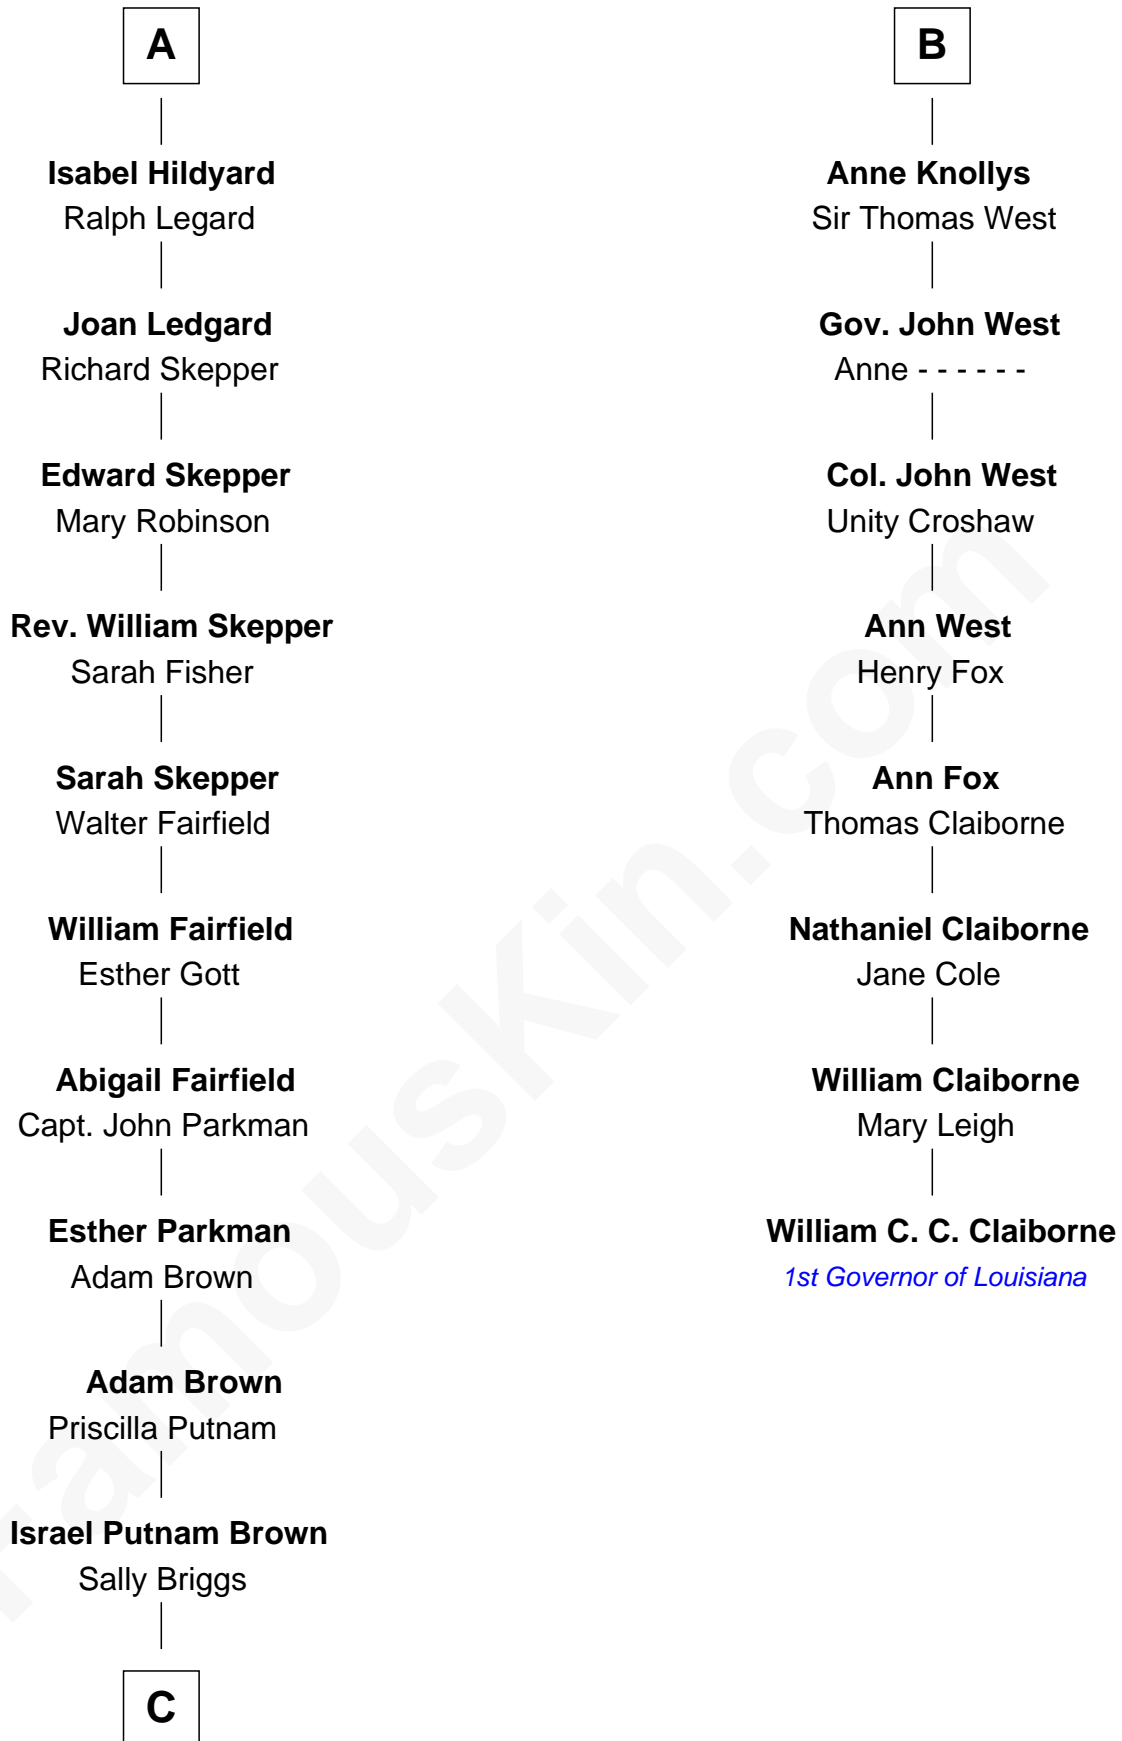 A
Isabel Hildyard
Ralph Legard
Joan Ledgard
Richard Skepper
Edward Skepper
Mary Robinson
Rev. William Skepper
Sarah Fisher
Sarah Skepper
Walter Fairfield
William Fairfield
Esther Gott
Abigail Fairfield
Capt. John Parkman
Esther Parkman
Adam Brown
Adam Brown
Priscilla Putnam
Israel Putnam Brown
Sally Briggs
C
B
Anne Knollys
Sir Thomas West
Gov. John West
Anne - - - - - -
Col. John West
Unity Croshaw
Ann West
Henry Fox
Ann Fox
Thomas Claiborne
Nathaniel Claiborne
Jane Cole
William Claiborne
Mary Leigh
William C. C. Claiborne
1st Governor of Louisiana
FamousKin.com